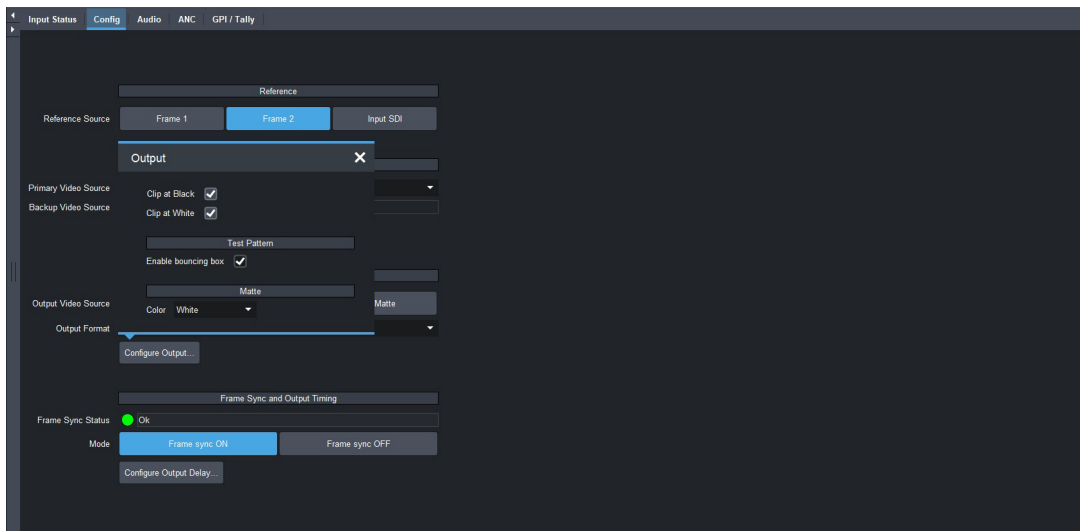 Input Status Config Audio ANC GPI / Tally
Reference
Reference Source Frame 1 Frame 2 Input SDI
Output
Primary Video Source
Clip at Black
Backup Video Source
Clip at White
Test Pattern
Enable bouncing box
Matte
Output Video Source Matte
Color White
Output Format
Configure Output...
Frame Sync and Output Timing
Frame Sync Status Ok
Mode Frame sync ON Frame sync OFF
Configure Output Delay...